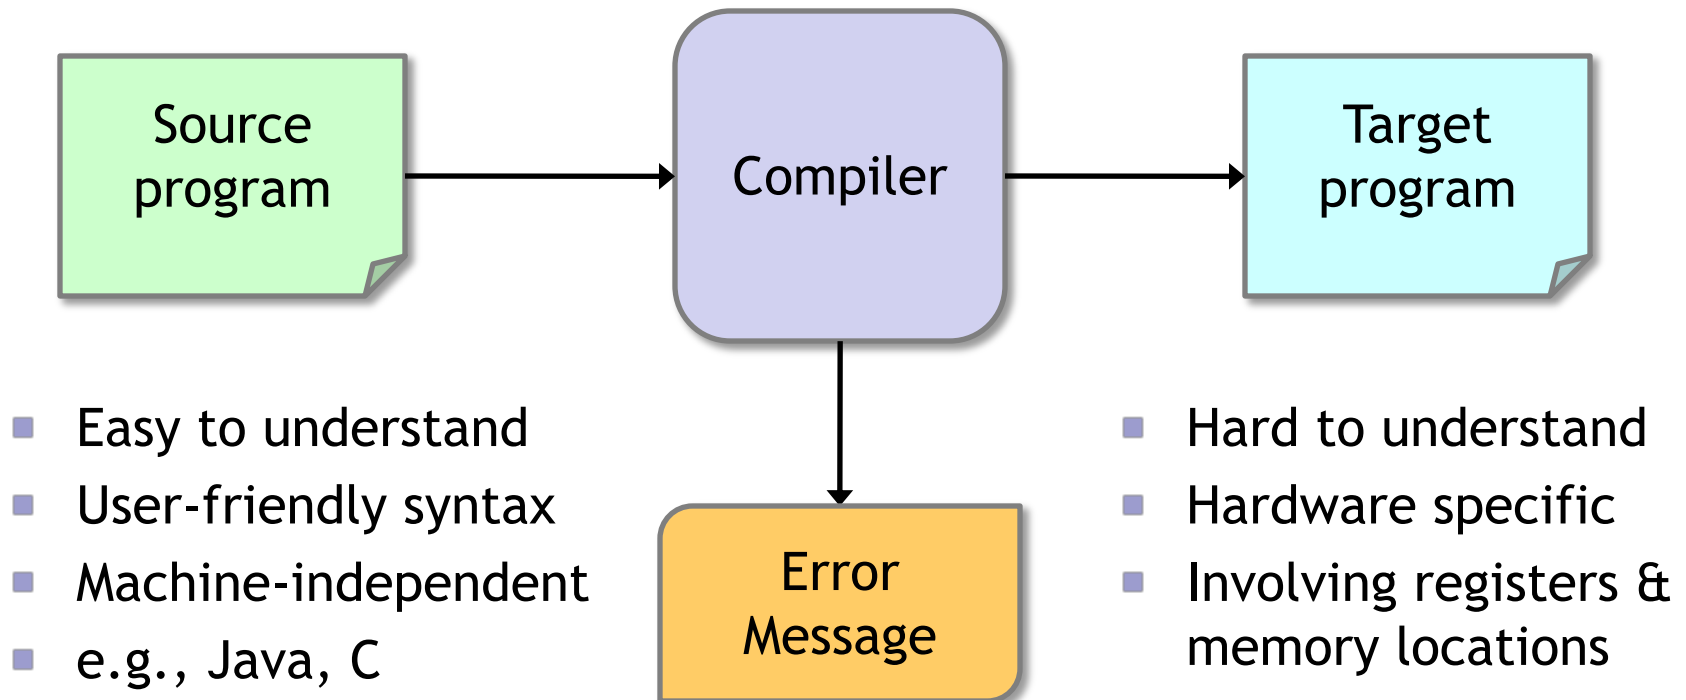 Source
program
Compiler
Target
program
Easy to understand
User-friendly syntax
Machine-independent
e.g., Java, C
Error
Message
Hard to understand
Hardware specific
Involving registers &
memory locations